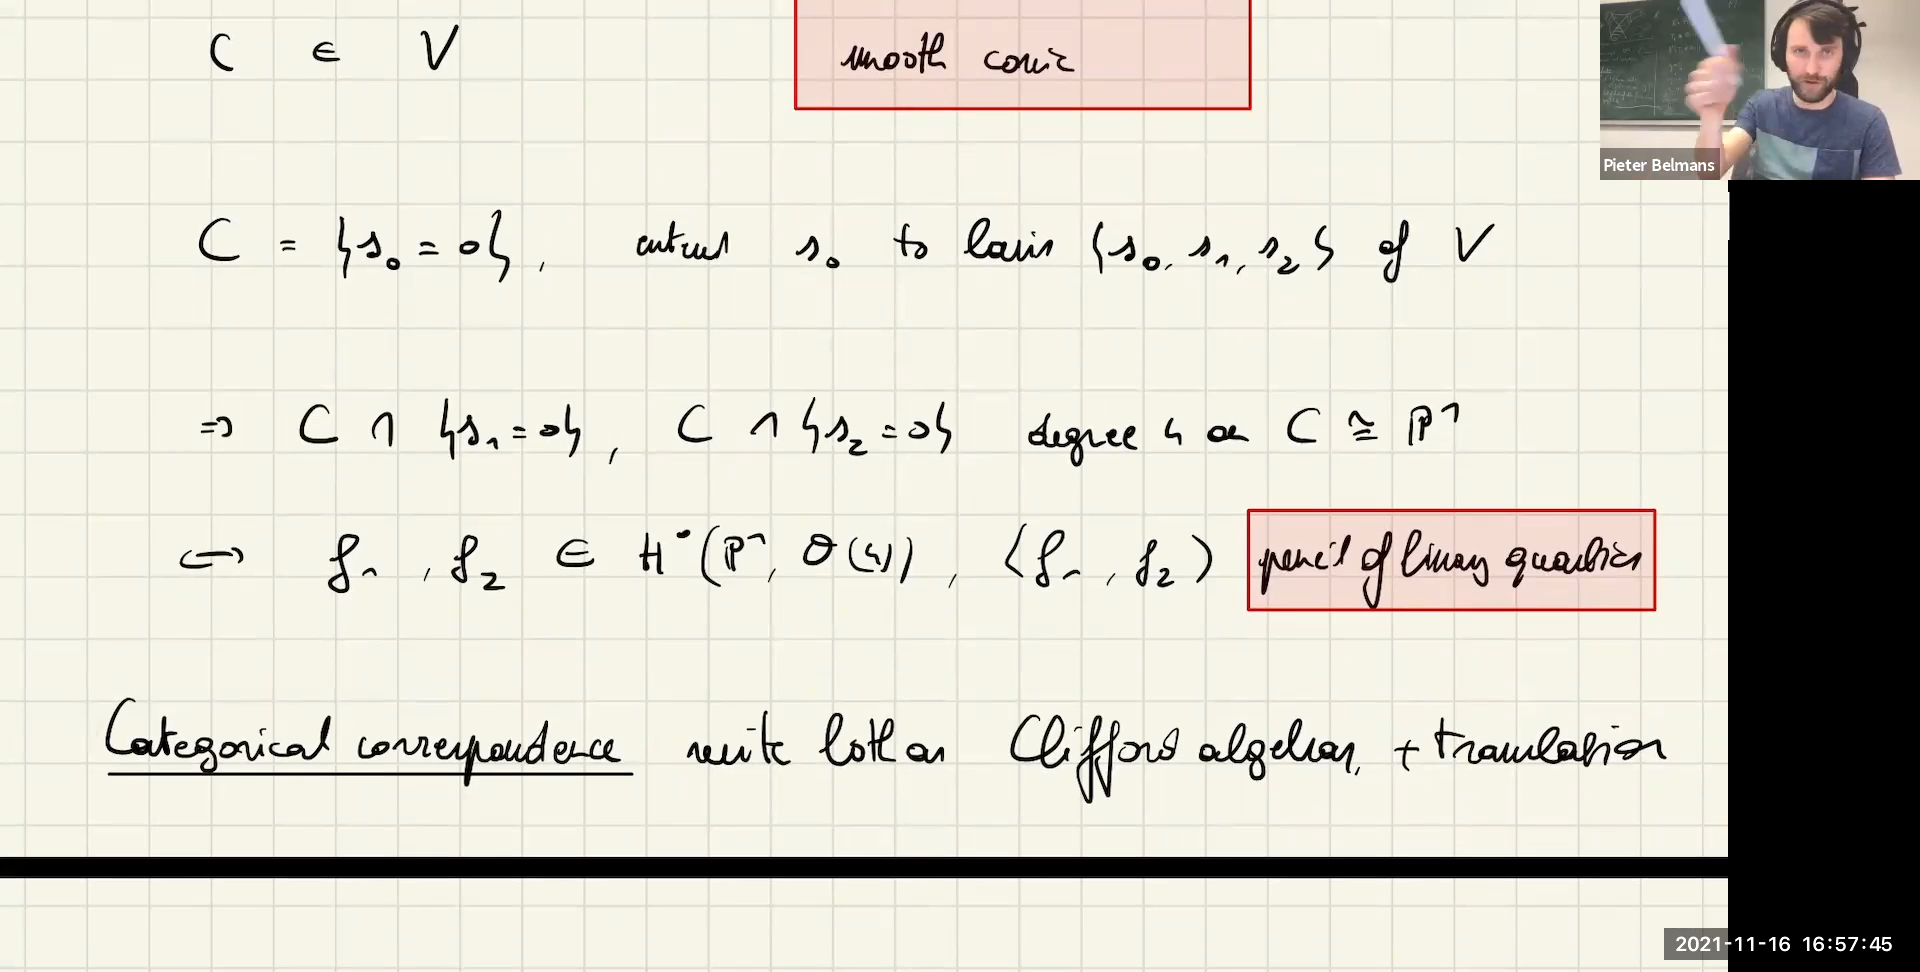 C ∈ V
smooth conic
Pieter Belmans
C = {s₀ = 0}, extend s₀ to basis {s₀, s₁, s₂} of V
⇒ C ∩ {s₁ = 0}, C ∩ {s₂ = 0} degree 4 on C ≅ ℙ¹
⟺ f₁, f₂ ∈ H⁰(ℙ¹, O(4)), ⟨f₁, f₂⟩ pencil of binary quartics
Categorical correspondence write both as Clifford algebras, + translation
2021-11-16 16:57:45